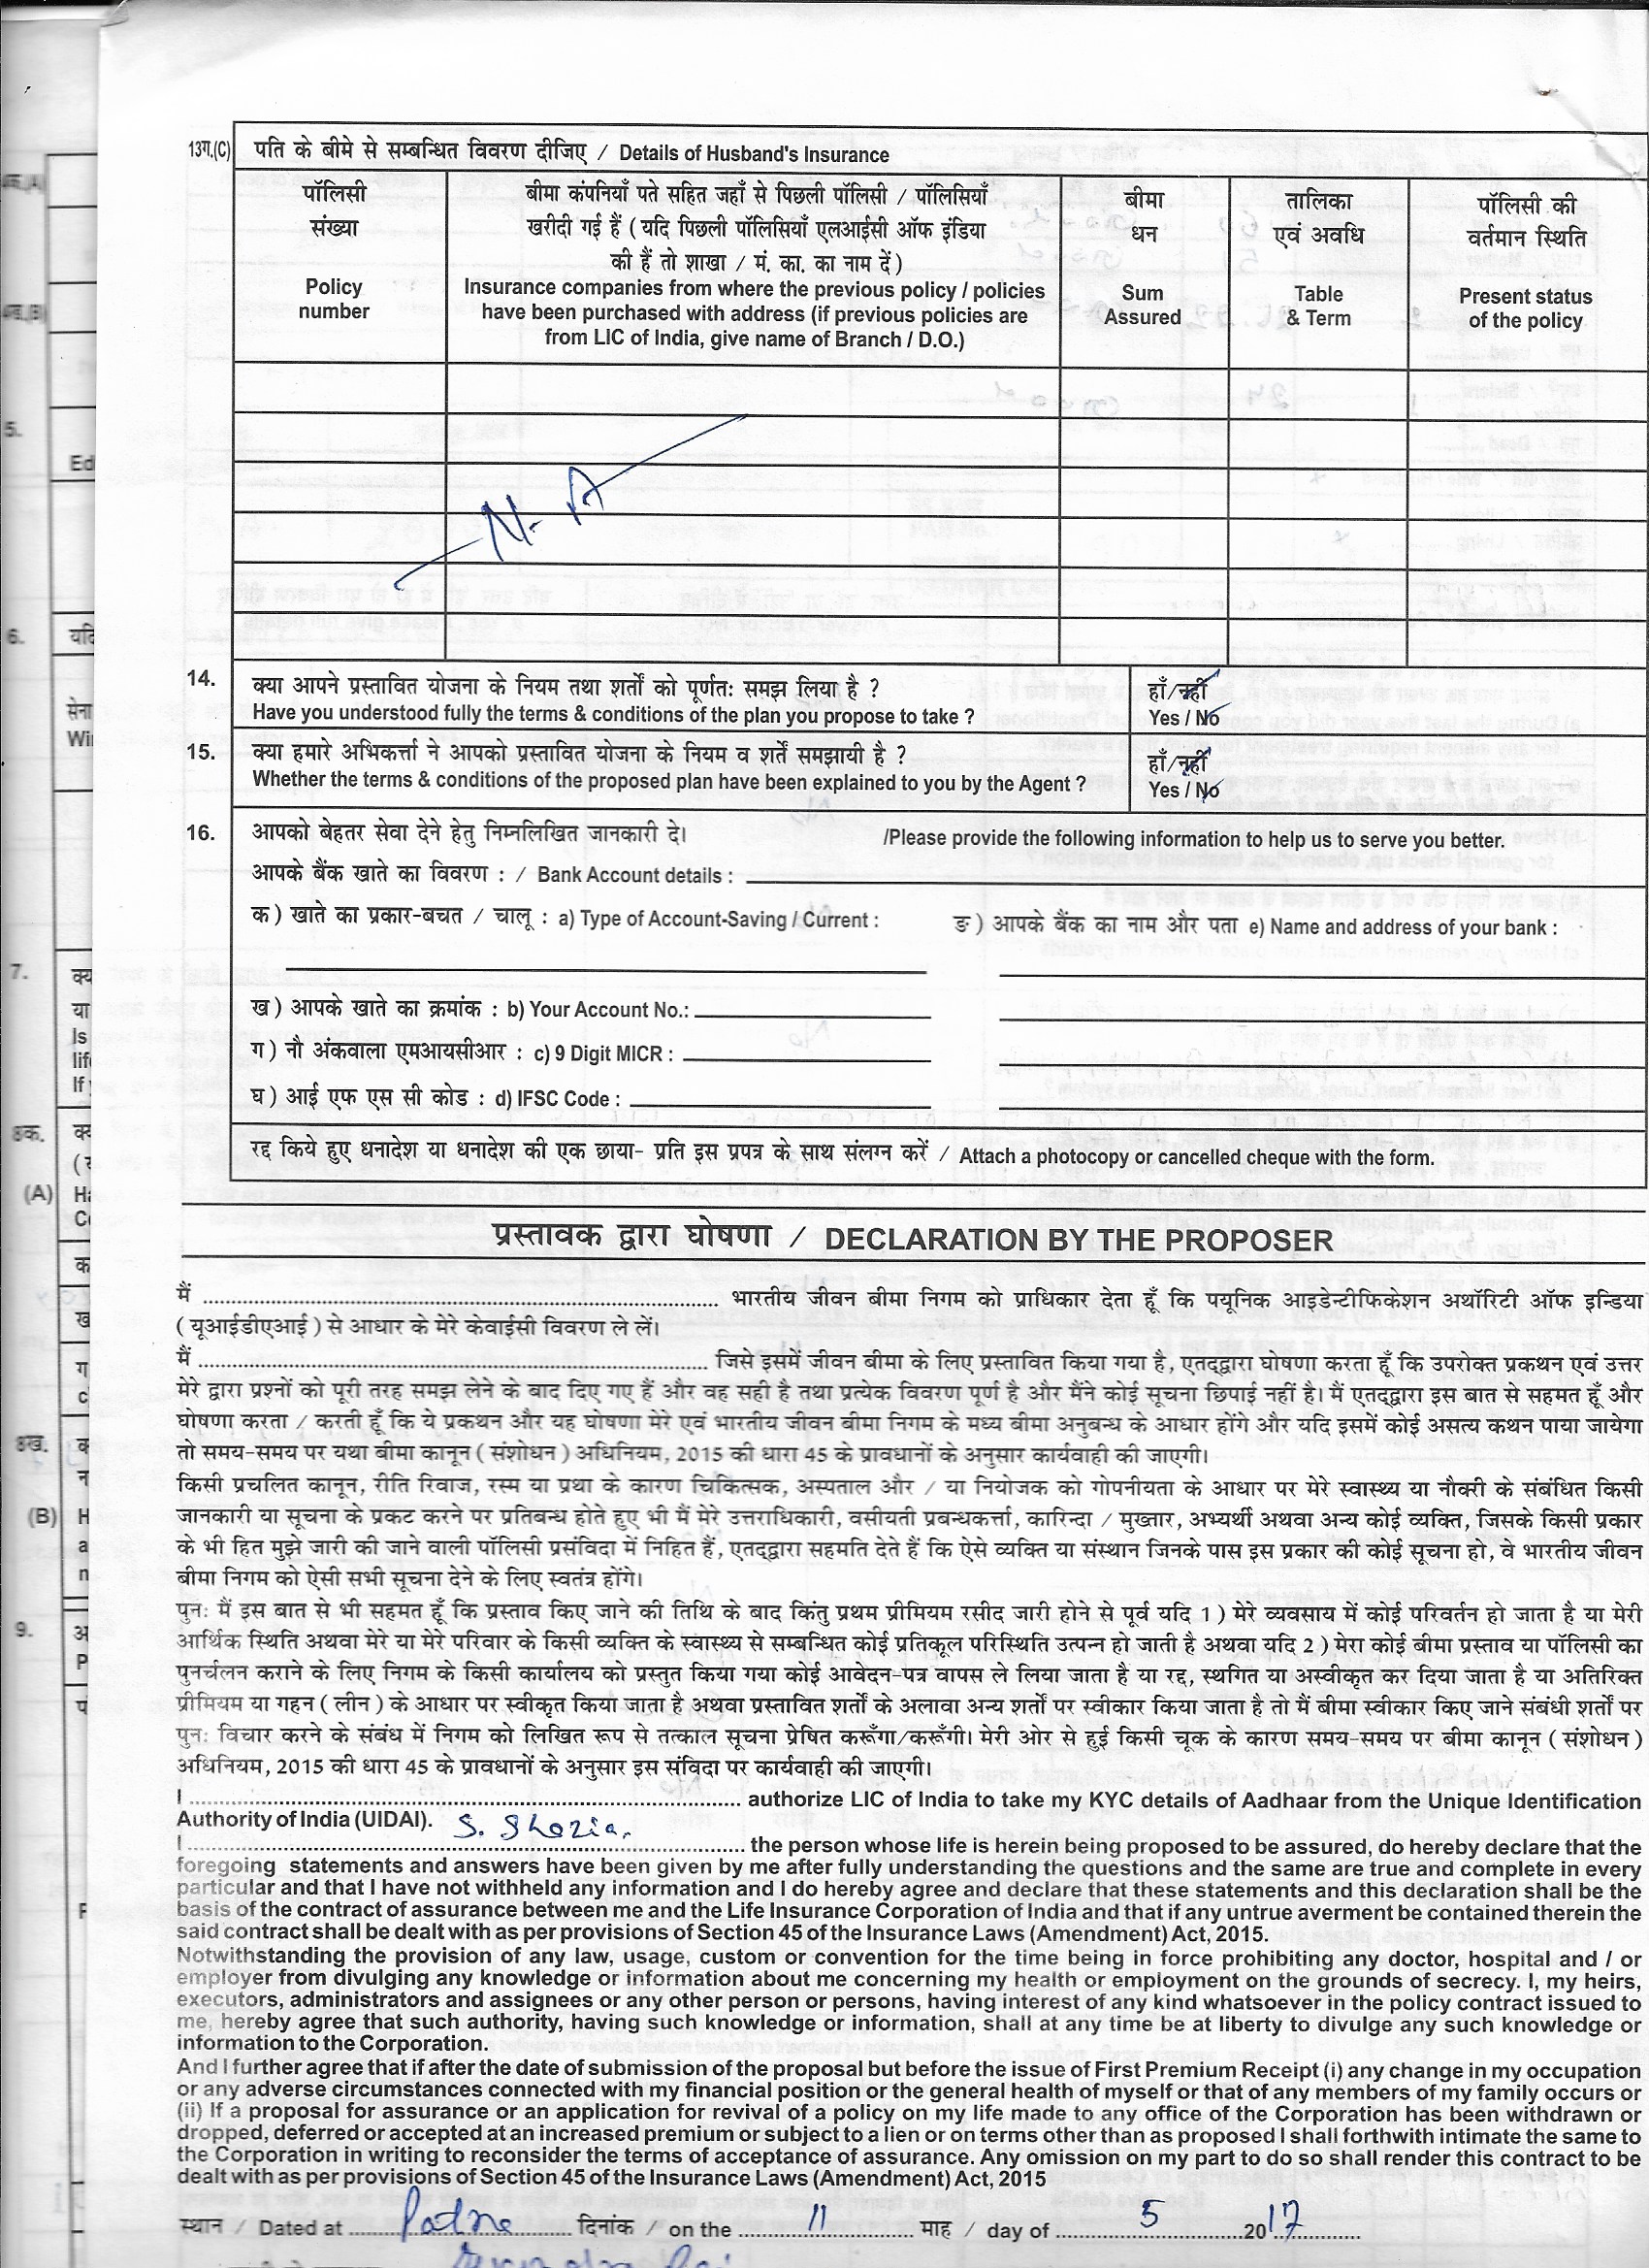 13ग.(C) पति के बीमे से सम्बन्धित विवरण दीजिए / Details of Husband's Insurance
पॉलिसी संख्या
Policy number
बीमा कंपनियाँ पते सहित जहाँ से पिछली पॉलिसी / पॉलिसियाँ
खरीदी गई हैं ( यदि पिछली पॉलिसियाँ एलआईसी ऑफ इंडिया
की हैं तो शाखा / मं. का. का नाम दें )
Insurance companies from where the previous policy / policies
have been purchased with address (if previous policies are
from LIC of India, give name of Branch / D.O.)
बीमा धन
Sum Assured
तालिका एवं अवधि
Table & Term
पॉलिसी की वर्तमान स्थिति
Present status of the policy
N. A
14. क्या आपने प्रस्तावित योजना के नियम तथा शर्तों को पूर्णतः समझ लिया है ? हाँ/नहीं
Have you understood fully the terms & conditions of the plan you propose to take ? Yes / No
15. क्या हमारे अभिकर्त्ता ने आपको प्रस्तावित योजना के नियम व शर्ते समझायी है ? हाँ/नहीं
Whether the terms & conditions of the proposed plan have been explained to you by the Agent ? Yes / No
16. आपको बेहतर सेवा देने हेतु निम्नलिखित जानकारी दे। /Please provide the following information to help us to serve you better.
आपके बैंक खाते का विवरण : / Bank Account details :
क ) खाते का प्रकार-बचत / चालू : a) Type of Account-Saving / Current : ङ ) आपके बैंक का नाम और पता e) Name and address of your bank :
ख ) आपके खाते का क्रमांक : b) Your Account No.:
ग ) नौ अंकवाला एमआयसीआर : c) 9 Digit MICR :
घ ) आई एफ एस सी कोड : d) IFSC Code :
रद्द किये हुए धनादेश या धनादेश की एक छाया- प्रति इस प्रपत्र के साथ संलग्न करें / Attach a photocopy or cancelled cheque with the form.
प्रस्तावक द्वारा घोषणा / DECLARATION BY THE PROPOSER
मैं ........ भारतीय जीवन बीमा निगम को प्राधिकार देता हूँ कि पयूनिक आइडेन्टीफिकेशन अथॉरिटी ऑफ इन्डिया
( यूआईडीएआई ) से आधार के मेरे केवाईसी विवरण ले लें।
मैं ........ जिसे इसमें जीवन बीमा के लिए प्रस्तावित किया गया है, एतद्द्वारा घोषणा करता हूँ कि उपरोक्त प्रकथन एवं उत्तर
मेरे द्वारा प्रश्नों को पूरी तरह समझ लेने के बाद दिए गए हैं और वह सही है तथा प्रत्येक विवरण पूर्ण है और मैंने कोई सूचना छिपाई नहीं है। मैं एतद्द्वारा इस बात से सहमत हूँ और
घोषणा करता / करती हूँ कि ये प्रकथन और यह घोषणा मेरे एवं भारतीय जीवन बीमा निगम के मध्य बीमा अनुबन्ध के आधार होंगे और यदि इसमें कोई असत्य कथन पाया जायेगा
तो समय-समय पर यथा बीमा कानून ( संशोधन ) अधिनियम, 2015 की धारा 45 के प्रावधानों के अनुसार कार्यवाही की जाएगी।
किसी प्रचलित कानून, रीति रिवाज, रस्म या प्रथा के कारण चिकित्सक, अस्पताल और / या नियोजक को गोपनीयता के आधार पर मेरे स्वास्थ्य या नौक्री के संबंधित किसी
जानकारी या सूचना के प्रकट करने पर प्रतिबन्ध होते हुए भी मैं मेरे उत्तराधिकारी, वसीयती प्रबन्धकर्त्ता, कारिन्दा / मुख्तार, अभ्यर्थी अथवा अन्य कोई व्यक्ति, जिसके किसी प्रकार
के भी हित मुझे जारी की जाने वाली पॉलिसी प्रसंविदा में निहित हैं, एतद्द्वारा सहमति देते हैं कि ऐसे व्यक्ति या संस्थान जिनके पास इस प्रकार की कोई सूचना हो, वे भारतीय जीवन
बीमा निगम को ऐसी सभी सूचना देने के लिए स्वतंत्र होंगे।
पुनः मैं इस बात से भी सहमत हूँ कि प्रस्ताव किए जाने की तिथि के बाद किंतु प्रथम प्रीमियम रसीद जारी होने से पूर्व यदि 1 ) मेरे व्यवसाय में कोई परिवर्तन हो जाता है या मेरी
आर्थिक स्थिति अथवा मेरे या मेरे परिवार के किसी व्यक्ति के स्वास्थ्य से सम्बन्धित कोई प्रतिकूल परिस्थिति उत्पन्न हो जाती है अथवा यदि 2 ) मेरा कोई बीमा प्रस्ताव या पॉलिसी का
पुनर्चलन कराने के लिए निगम के किसी कार्यालय को प्रस्तुत किया गया कोई आवेदन-पत्र वापस ले लिया जाता है या रद्द, स्थगित या अस्वीकृत कर दिया जाता है या अतिरिक्त
प्रीमियम या गहन ( लीन ) के आधार पर स्वीकृत किया जाता है अथवा प्रस्तावित शर्तों के अलावा अन्य शर्तों पर स्वीकार किया जाता है तो मैं बीमा स्वीकार किए जाने संबंधी शर्तों पर
पुनः विचार करने के संबंध में निगम को लिखित रूप से तत्काल सूचना प्रेषित करूँगा/करूँगी। मेरी ओर से हुई किसी चूक के कारण समय-समय पर बीमा कानून ( संशोधन )
अधिनियम, 2015 की धारा 45 के प्रावधानों के अनुसार इस संविदा पर कार्यवाही की जाएगी।
I ........ authorize LIC of India to take my KYC details of Aadhaar from the Unique Identification
Authority of India (UIDAI). S. Shazia.
I ........ the person whose life is herein being proposed to be assured, do hereby declare that the
foregoing statements and answers have been given by me after fully understanding the questions and the same are true and complete in every
particular and that I have not withheld any information and I do hereby agree and declare that these statements and this declaration shall be the
basis of the contract of assurance between me and the Life Insurance Corporation of India and that if any untrue averment be contained therein the
said contract shall be dealt with as per provisions of Section 45 of the Insurance Laws (Amendment) Act, 2015.
Notwithstanding the provision of any law, usage, custom or convention for the time being in force prohibiting any doctor, hospital and / or
employer from divulging any knowledge or information about me concerning my health or employment on the grounds of secrecy. I, my heirs,
executors, administrators and assignees or any other person or persons, having interest of any kind whatsoever in the policy contract issued to
me, hereby agree that such authority, having such knowledge or information, shall at any time be at liberty to divulge any such knowledge or
information to the Corporation.
And I further agree that if after the date of submission of the proposal but before the issue of First Premium Receipt (i) any change in my occupation
or any adverse circumstances connected with my financial position or the general health of myself or that of any members of my family occurs or
(ii) If a proposal for assurance or an application for revival of a policy on my life made to any office of the Corporation has been withdrawn or
dropped, deferred or accepted at an increased premium or subject to a lien or on terms other than as proposed I shall forthwith intimate the same to
the Corporation in writing to reconsider the terms of acceptance of assurance. Any omission on my part to do so shall render this contract to be
dealt with as per provisions of Section 45 of the Insurance Laws (Amendment) Act, 2015
स्थान / Dated at Patna दिनांक / on the 11 माह / day of 5 2017